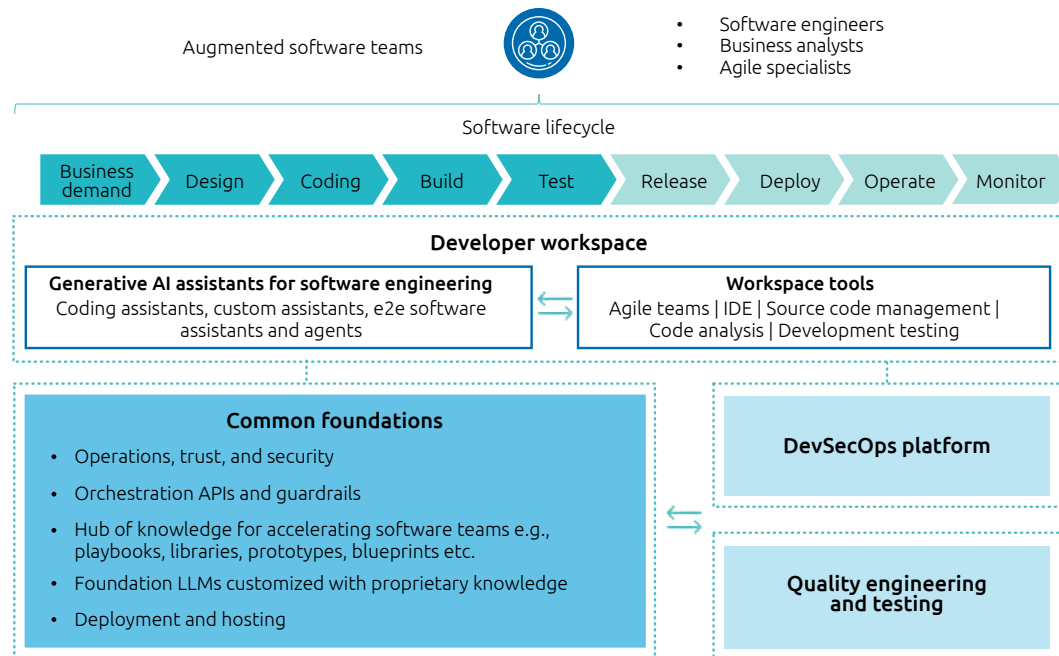 Augmented software teams
• Software engineers
• Business analysts
• Agile specialists
Software lifecycle
Business
demand
Design
Coding
Build
Test
Release
Deploy
Operate
Monitor
Developer workspace
Generative AI assistants for software engineering
Coding assistants, custom assistants, e2e software
assistants and agents
Workspace tools
Agile teams | IDE | Source code management |
Code analysis | Development testing
Common foundations
• Operations, trust, and security
• Orchestration APIs and guardrails
• Hub of knowledge for accelerating software teams e.g.,
playbooks, libraries, prototypes, blueprints etc.
• Foundation LLMs customized with proprietary knowledge
• Deployment and hosting
DevSecOps platform
Quality engineering
and testing